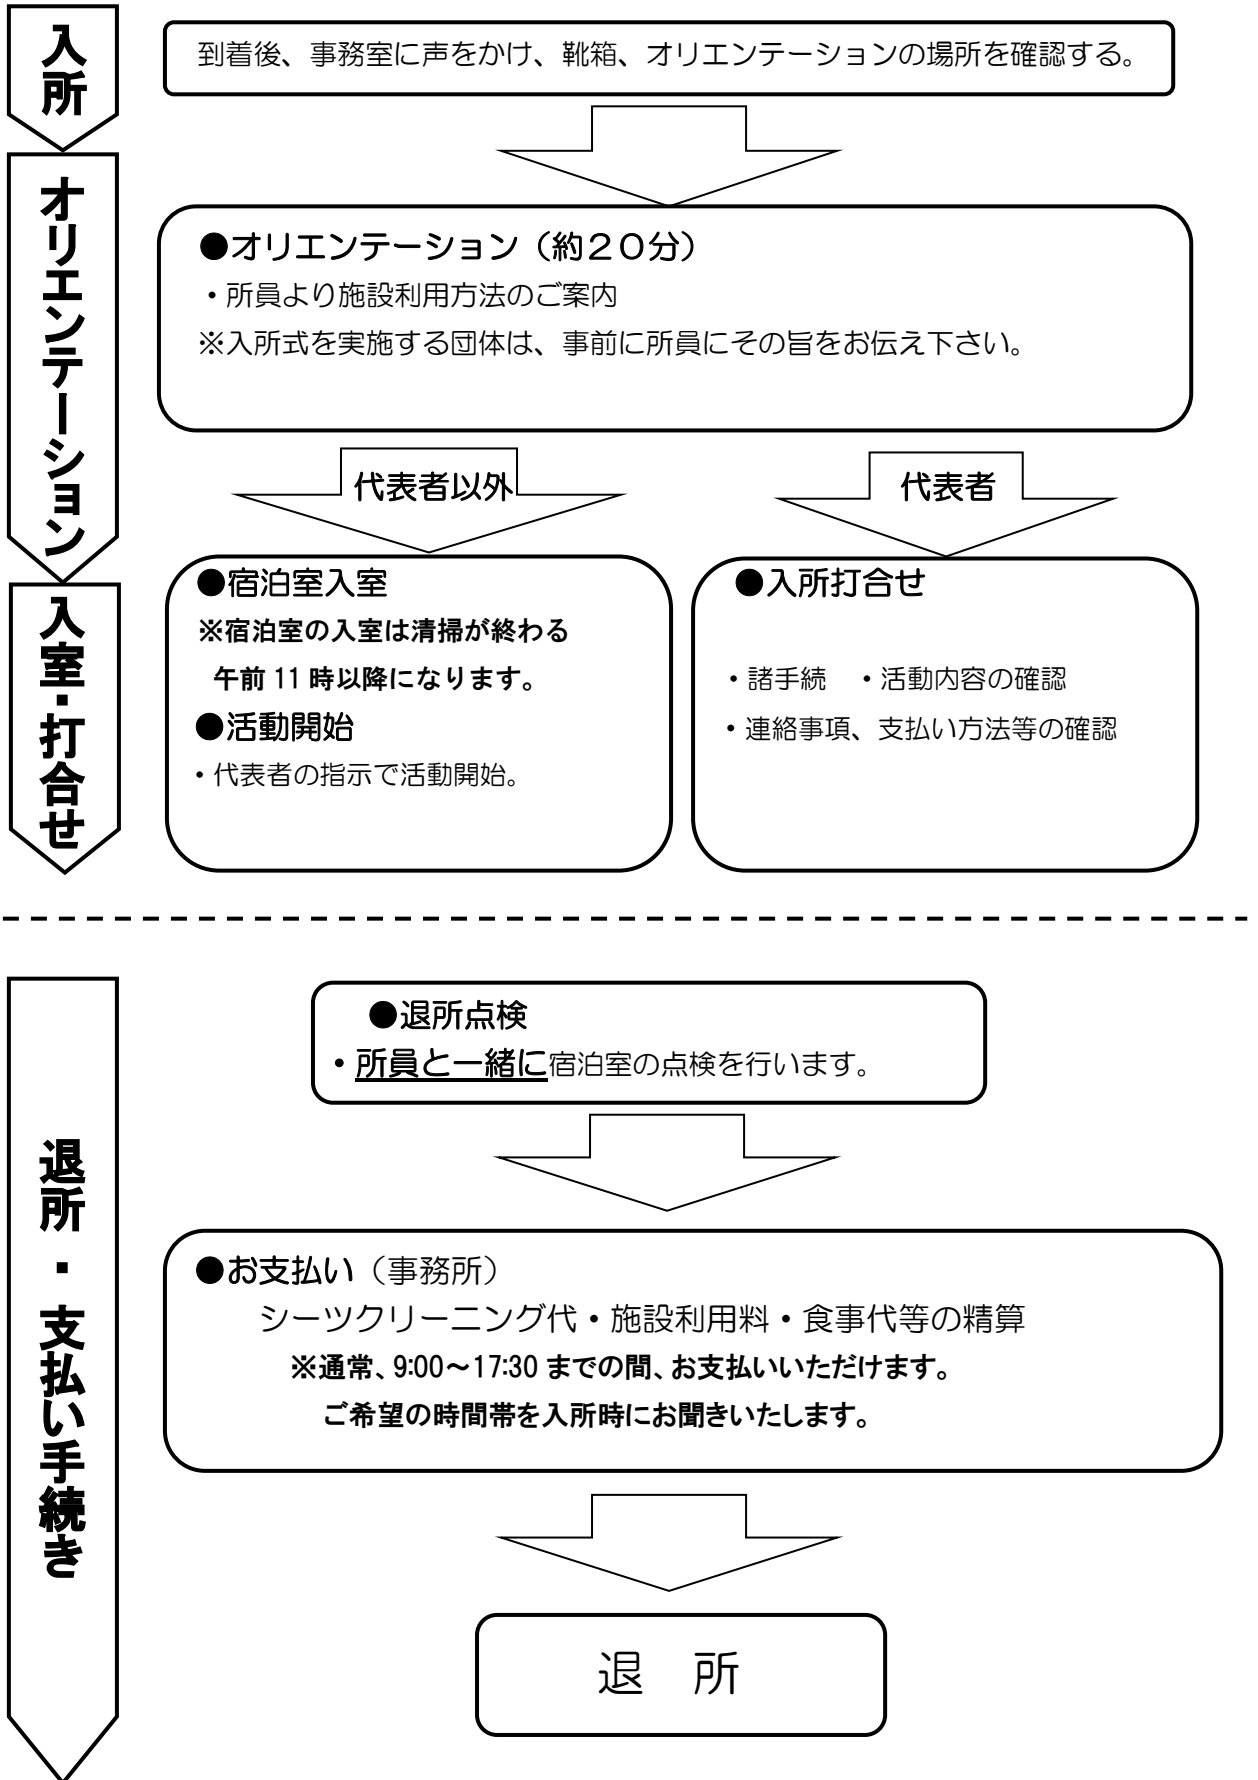 入所
到着後、事務室に声をかけ、靴箱、オリエンテーションの場所を確認する。
オリエンテーション
●オリエンテーション（約２０分）
・所員より施設利用方法のご案内
※入所式を実施する団体は、事前に所員にその旨をお伝え下さい。
代表者以外
代表者
入室・打合せ
●宿泊室入室
※宿泊室の入室は清掃が終わる
午前 11 時以降になります。
●活動開始
・代表者の指示で活動開始。
●入所打合せ
・諸手続　・活動内容の確認
・連絡事項、支払い方法等の確認
退所・支払い手続き
●退所点検
・所員と一緒に宿泊室の点検を行います。
●お支払い（事務所）
シーツクリーニング代・施設利用料・食事代等の精算
※通常、9:00～17:30 までの間、お支払いいただけます。
ご希望の時間帯を入所時にお聞きいたします。
退　所